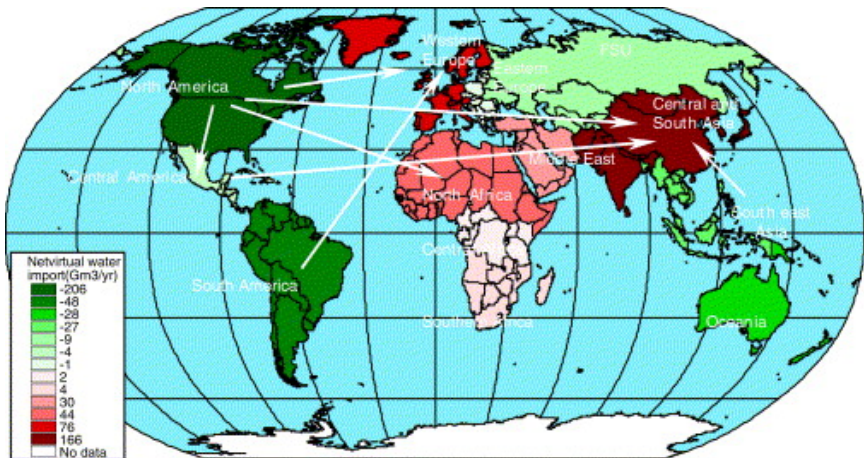 Western
Europe
FSU
Eastern
Europe
North America
Central and
South Asia
Middle East
Central America
North Africa
South east
Asia
Central
South America
Southern Africa
Oceania
Netvirtual water
import(Gm3/yr)
-206
-48
-28
-27
-9
-4
-1
2
4
30
44
76
166
No data